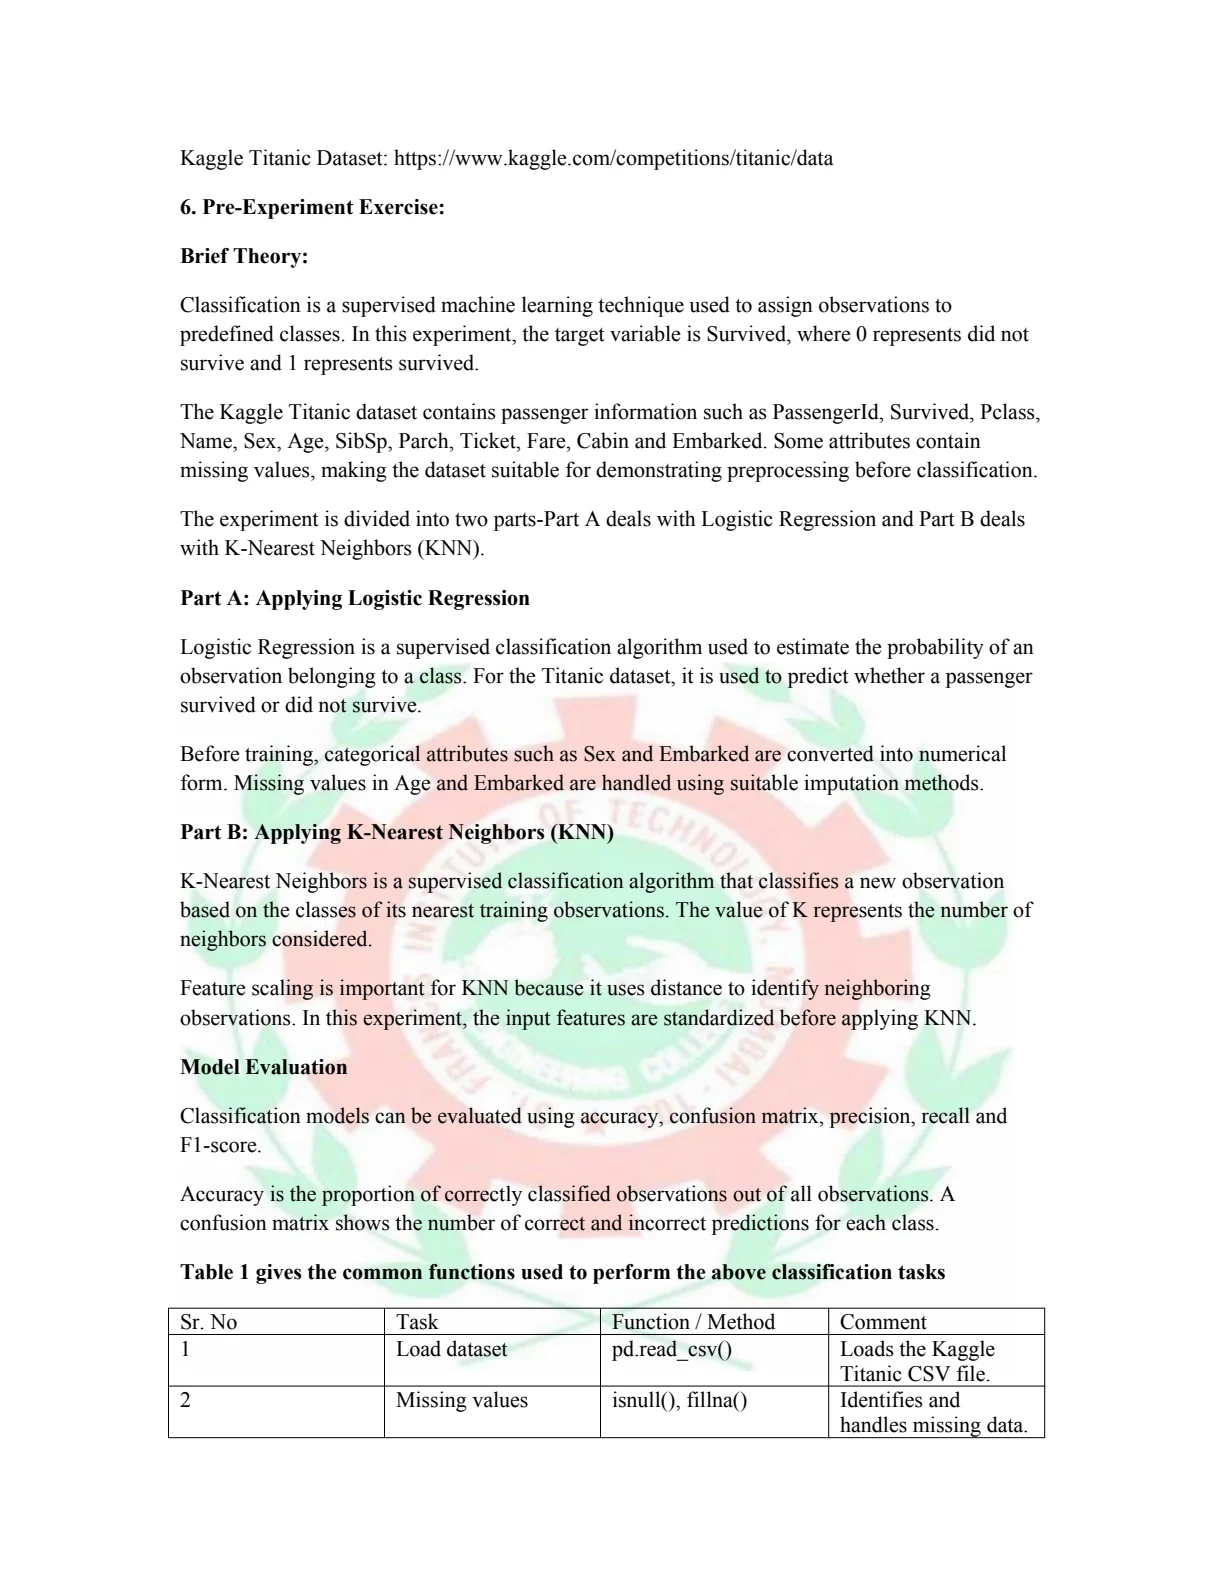 Kaggle Titanic Dataset: https://www.kaggle.com/competitions/titanic/data
6. Pre-Experiment Exercise:
Brief Theory:
Classification is a supervised machine learning technique used to assign observations to
predefined classes. In this experiment, the target variable is Survived, where 0 represents did not
survive and 1 represents survived.
The Kaggle Titanic dataset contains passenger information such as PassengerId, Survived, Pclass,
Name, Sex, Age, SibSp, Parch, Ticket, Fare, Cabin and Embarked. Some attributes contain
missing values, making the dataset suitable for demonstrating preprocessing before classification.
The experiment is divided into two parts-Part A deals with Logistic Regression and Part B deals
with K-Nearest Neighbors (KNN).
Part A: Applying Logistic Regression
Logistic Regression is a supervised classification algorithm used to estimate the probability of an
observation belonging to a class. For the Titanic dataset, it is used to predict whether a passenger
survived or did not survive.
Before training, categorical attributes such as Sex and Embarked are converted into numerical
form. Missing values in Age and Embarked are handled using suitable imputation methods.
Part B: Applying K-Nearest Neighbors (KNN)
K-Nearest Neighbors is a supervised classification algorithm that classifies a new observation
based on the classes of its nearest training observations. The value of K represents the number of
neighbors considered.
Feature scaling is important for KNN because it uses distance to identify neighboring
observations. In this experiment, the input features are standardized before applying KNN.
Model Evaluation
Classification models can be evaluated using accuracy, confusion matrix, precision, recall and
F1-score.
Accuracy is the proportion of correctly classified observations out of all observations. A
confusion matrix shows the number of correct and incorrect predictions for each class.
Table 1 gives the common functions used to perform the above classification tasks
Sr. No Task Function / Method Comment
1 Load dataset pd.read_csv() Loads the Kaggle
Titanic CSV file.
2 Missing values isnull(), fillna() Identifies and
handles missing data.
ST. FRANCIS INSTITUTE OF TECHNOLOGY, MUMBAI -
ENGINEERING COLLEGE